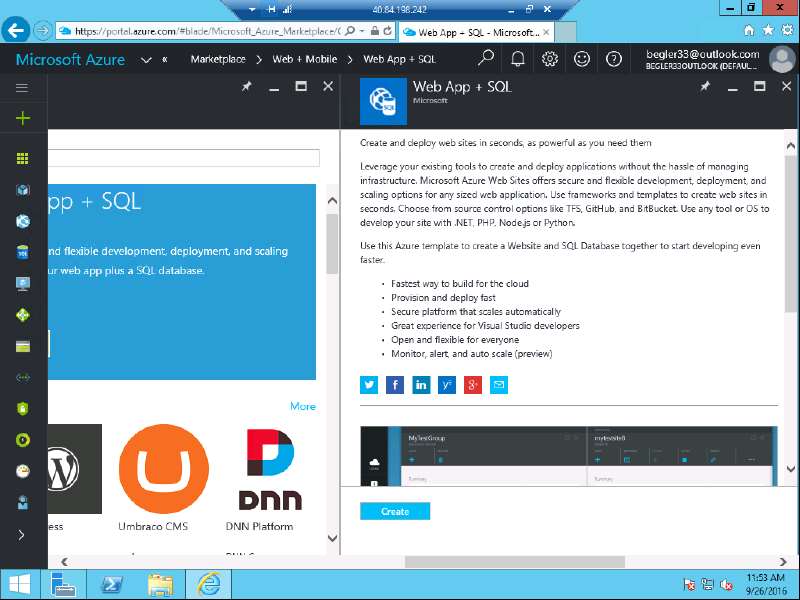 40.84.198.242
https://portal.azure.com/#blade/Microsoft_Azure_Marketplace/
Web App + SQL - Microsoft...
Microsoft Azure
Marketplace
Web + Mobile
Web App + SQL
begler33@outlook.com
BEGLER33OUTLOOK (DEFAUL...
Web App + SQL
Microsoft
Create and deploy web sites in seconds, as powerful as you need them
Leverage your existing tools to create and deploy applications without the hassle of managing
infrastructure. Microsoft Azure Web Sites offers secure and flexible development, deployment, and
scaling options for any sized web application. Use frameworks and templates to create web sites in
seconds. Choose from source control options like TFS, GitHub, and BitBucket. Use any tool or OS to
develop your site with .NET, PHP, Node.js or Python.
Use this Azure template to create a Website and SQL Database together to start developing even
faster.
• Fastest way to build for the cloud
• Provision and deploy fast
• Secure platform that scales automatically
• Great experience for Visual Studio developers
• Open and flexible for everyone
• Monitor, alert, and auto scale (preview)
MyTestGroup
mytestsite8
Summary
Summary
Create
pp + SQL
nd flexible development, deployment, and scaling
ur web app plus a SQL database.
More
DNN
ess
Umbraco CMS
DNN Platform
11:53 AM
9/26/2016